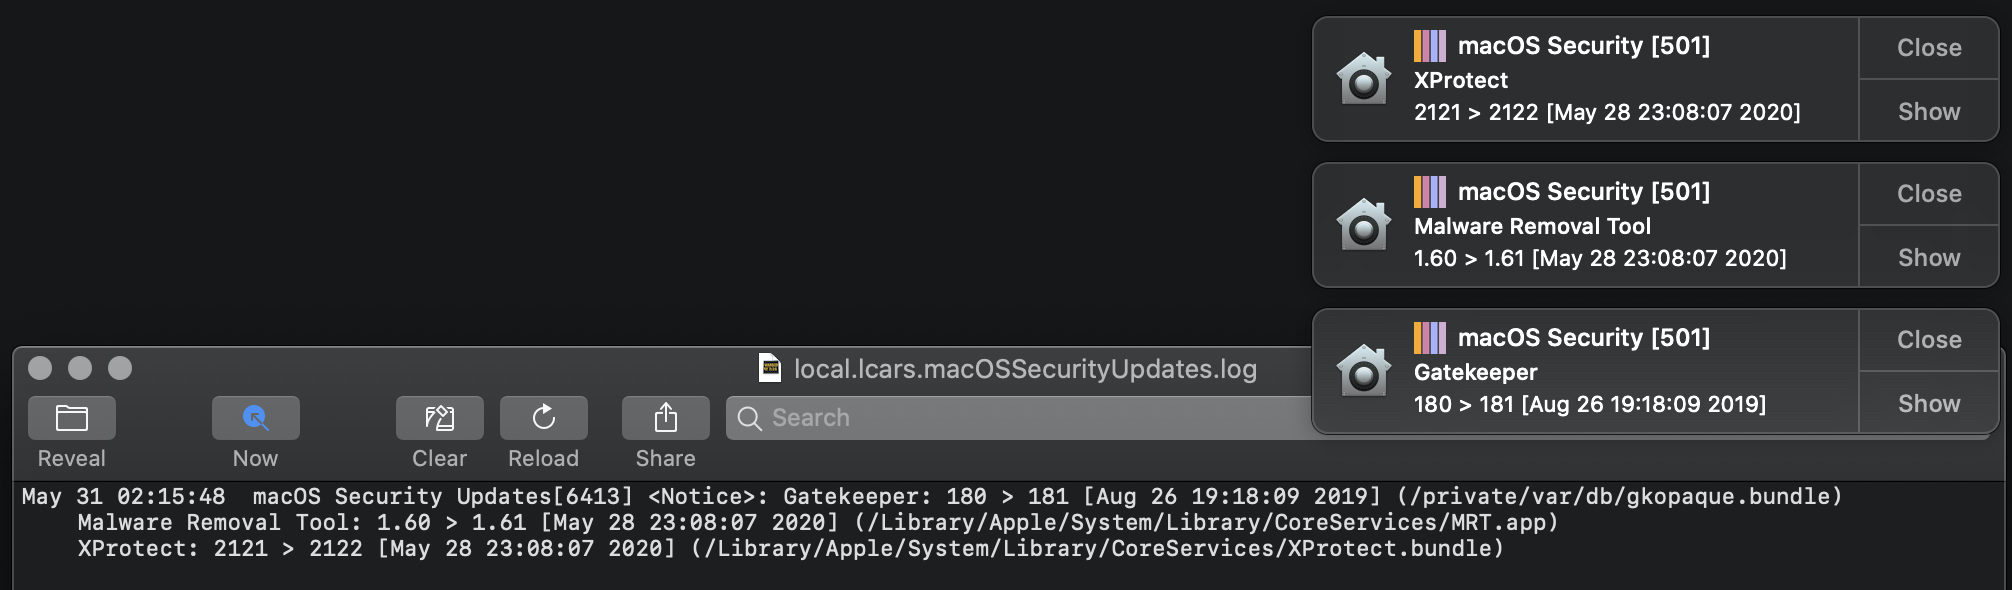 macOS Security [501]
XProtect
2121 > 2122 [May 28 23:08:07 2020]
Close
Show
macOS Security [501]
Malware Removal Tool
1.60 > 1.61 [May 28 23:08:07 2020]
Close
Show
macOS Security [501]
Gatekeeper
180 > 181 [Aug 26 19:18:09 2019]
Close
Show
local.lcars.macOSSecurityUpdates.log
Search
Reveal
Now
Clear
Reload
Share
May 31 02:15:48  macOS Security Updates[6413] <Notice>: Gatekeeper: 180 > 181 [Aug 26 19:18:09 2019] (/private/var/db/gkopaque.bundle)
Malware Removal Tool: 1.60 > 1.61 [May 28 23:08:07 2020] (/Library/Apple/System/Library/CoreServices/MRT.app)
XProtect: 2121 > 2122 [May 28 23:08:07 2020] (/Library/Apple/System/Library/CoreServices/XProtect.bundle)